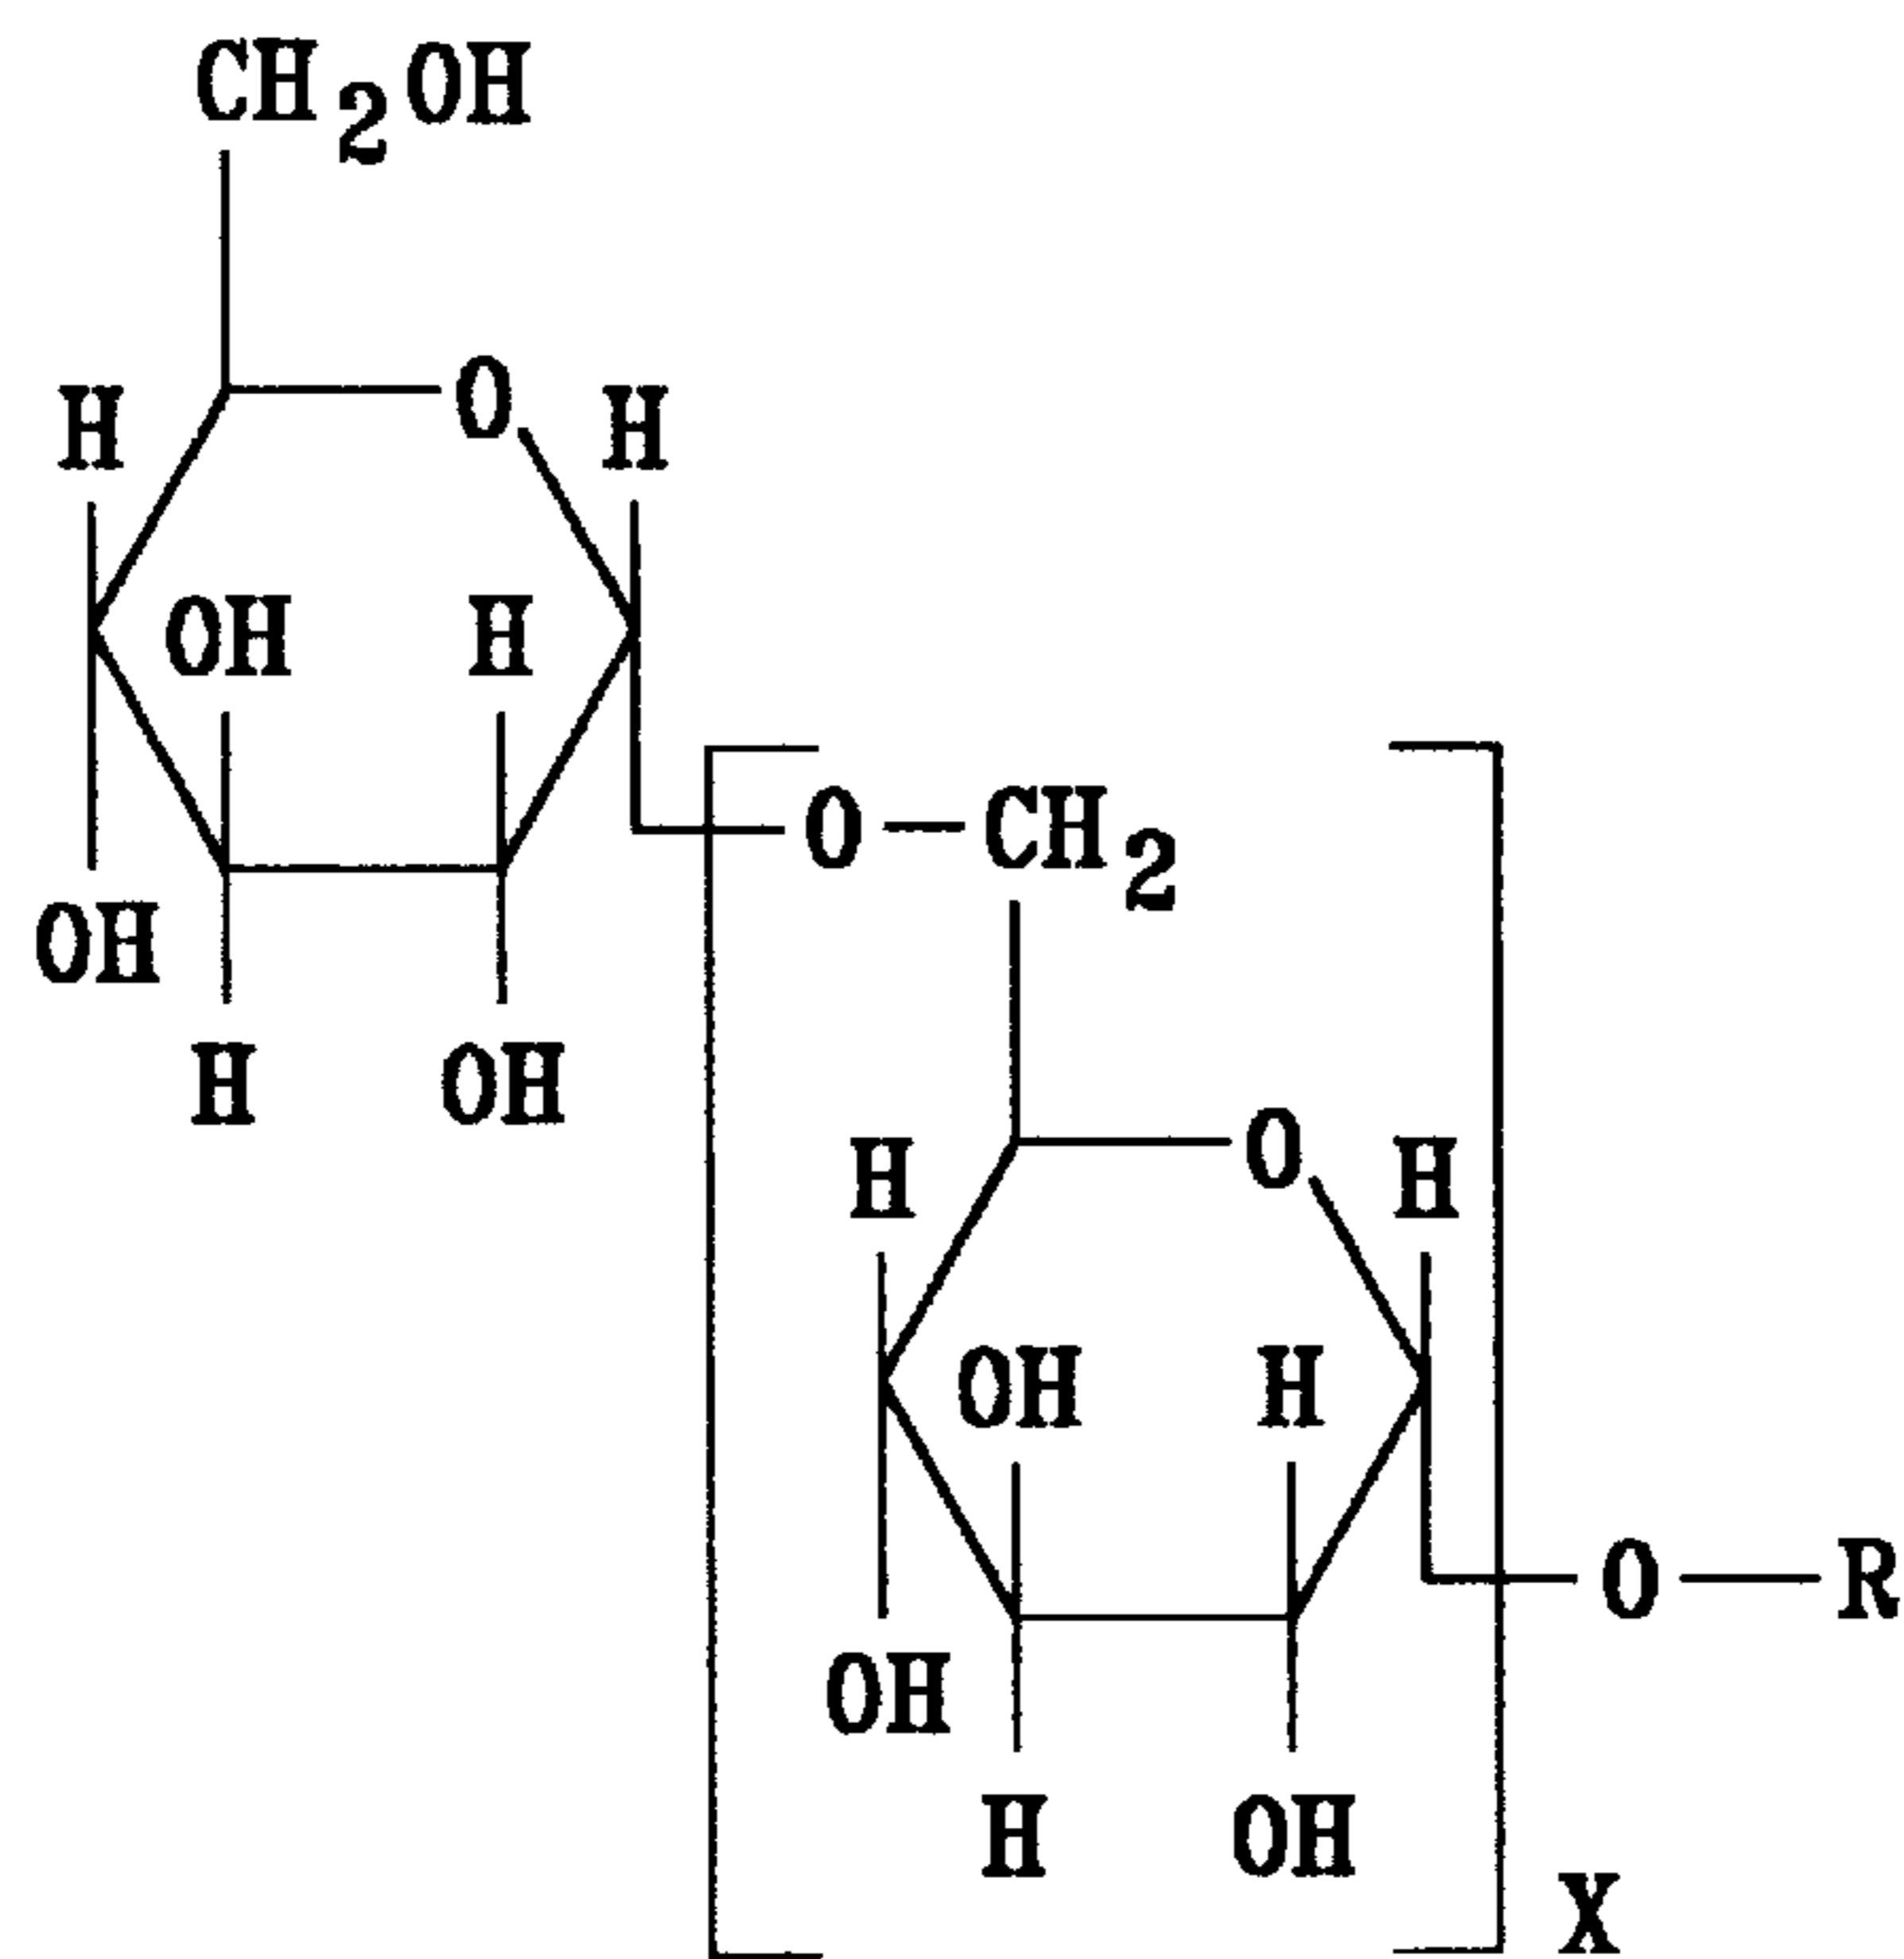 CH2OH
H O H
OH H
O CH2
OH
H OH
H O H
OH H
O R
OH
H OH
X